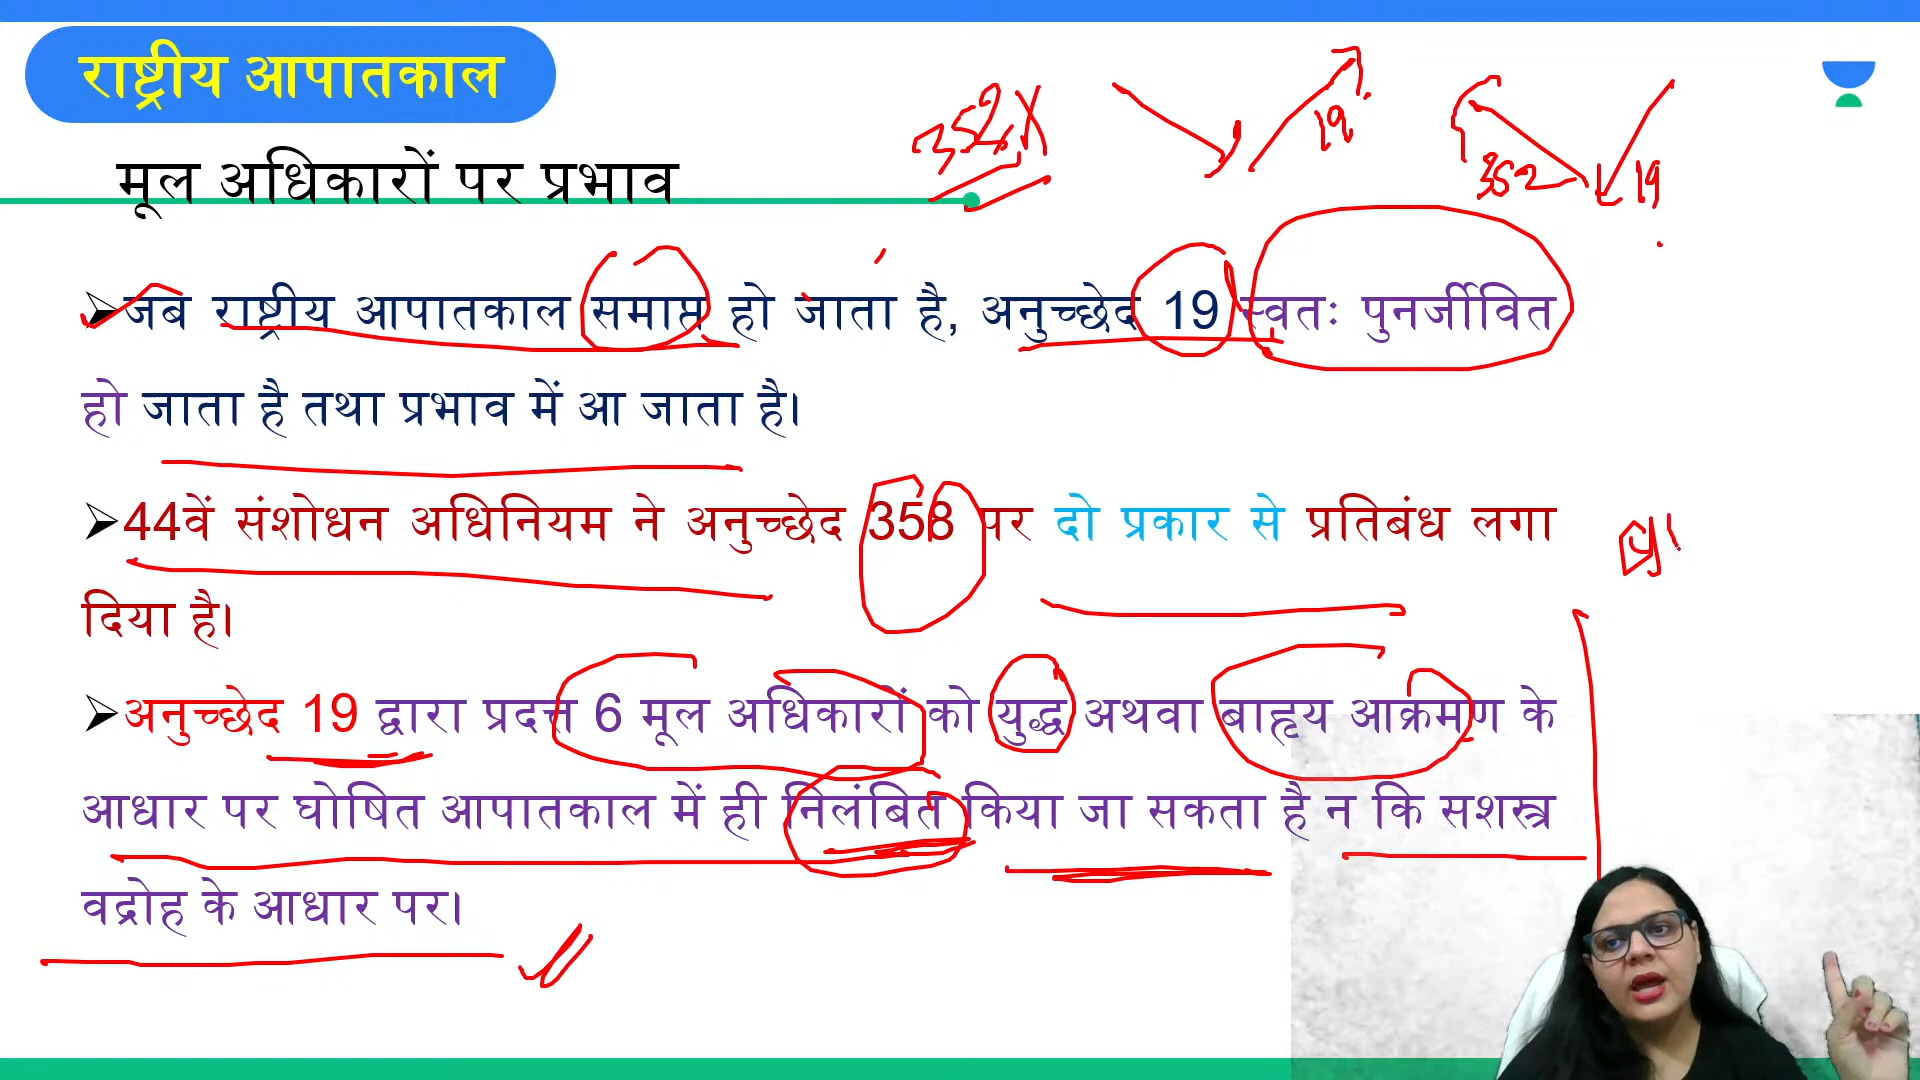 राष्ट्रीय आपातकाल
352
19
352
19
मूल अधिकारों पर प्रभाव
➢जब राष्ट्रीय आपातकाल समाप्त हो जाता है, अनुच्छेद 19 स्वतः पुनर्जीवित
हो जाता है तथा प्रभाव में आ जाता है।
➢44वें संशोधन अधिनियम ने अनुच्छेद 358 पर दो प्रकार से प्रतिबंध लगा
दिया है।
➢अनुच्छेद 19 द्वारा प्रदत्त 6 मूल अधिकारों को युद्ध अथवा बाह्य आक्रमण के
आधार पर घोषित आपातकाल में ही निलंबित किया जा सकता है न कि सशस्त्र
वद्रोह के आधार पर।